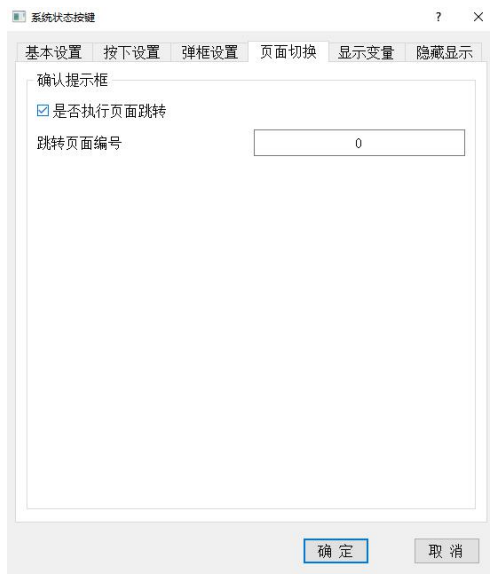 系统状态按键 ? ×
基本设置 按下设置 弹框设置 页面切换 显示变量 隐藏显示
确认提示框
是否执行页面跳转
跳转页面编号 0
确定 取消